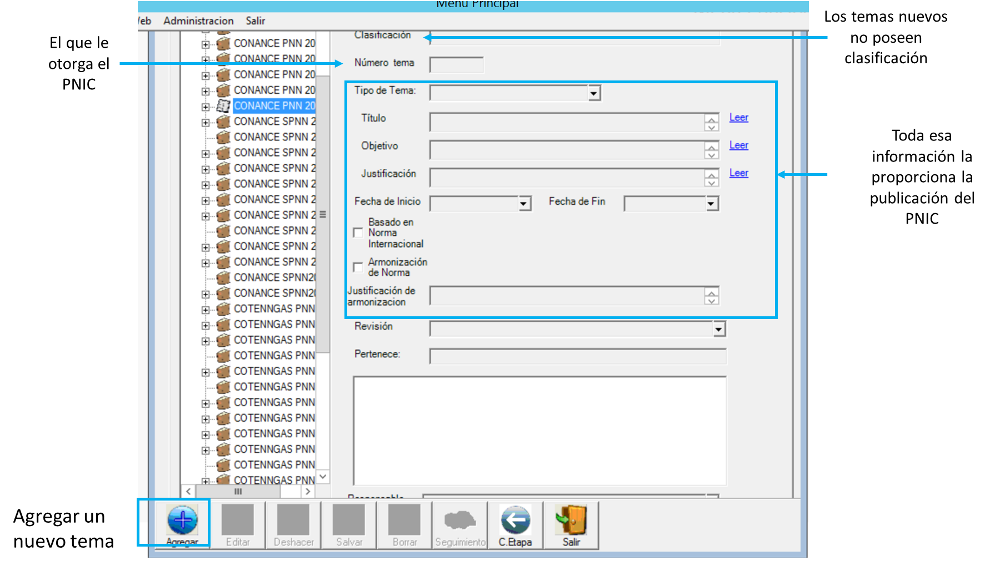 Menú Principal
Web Administracion Salir
El que le
otorga el
PNIC
Los temas nuevos
no poseen
clasificación
CONANCE PNN 20
CONANCE PNN 20
CONANCE PNN 20
CONANCE PNN 20
CONANCE PNN 20
CONANCE SPNN 2
CONANCE SPNN 2
CONANCE SPNN 2
CONANCE SPNN 2
CONANCE SPNN 2
CONANCE SPNN 2
CONANCE SPNN 2
CONANCE SPNN 2
CONANCE SPNN 2
CONANCE SPNN 2
CONANCE SPNN20
CONANCE SPNN20
COTENNGAS PNN
COTENNGAS PNN
COTENNGAS PNN
COTENNGAS PNN
COTENNGAS PNN
COTENNGAS PNN
COTENNGAS PNN
COTENNGAS PNN
COTENNGAS PNN
COTENNGAS PNN
COTENNGAS PNN
COTENNGAS PNN
Clasificación
Número tema
Tipo de Tema:
Título Leer
Objetivo Leer
Justificación Leer
Fecha de Inicio Fecha de Fin
Basado en
Norma
Internacional
Armonización
de Norma
Justificación de
armonizacion
Revisión
Pertenece:
Responsable
Toda esa
información la
proporciona la
publicación del
PNIC
Agregar un
nuevo tema
Agregar Editar Deshacer Salvar Borrar Seguimiento C.Etapa Salir